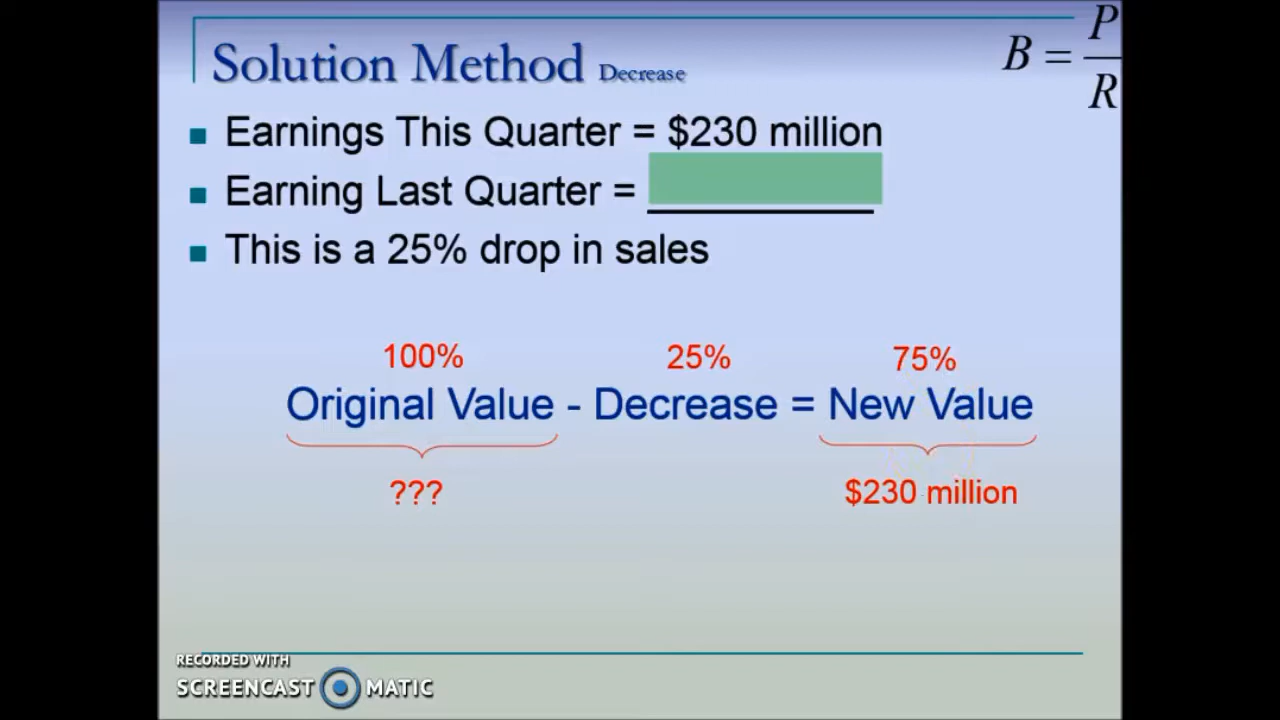 Solution Method Decrease
B = P / R
Earnings This Quarter = $230 million
Earning Last Quarter = 
This is a 25% drop in sales
100% 25% 75%
Original Value - Decrease = New Value
??? $230 million
RECORDED WITH
SCREENCAST MATIC